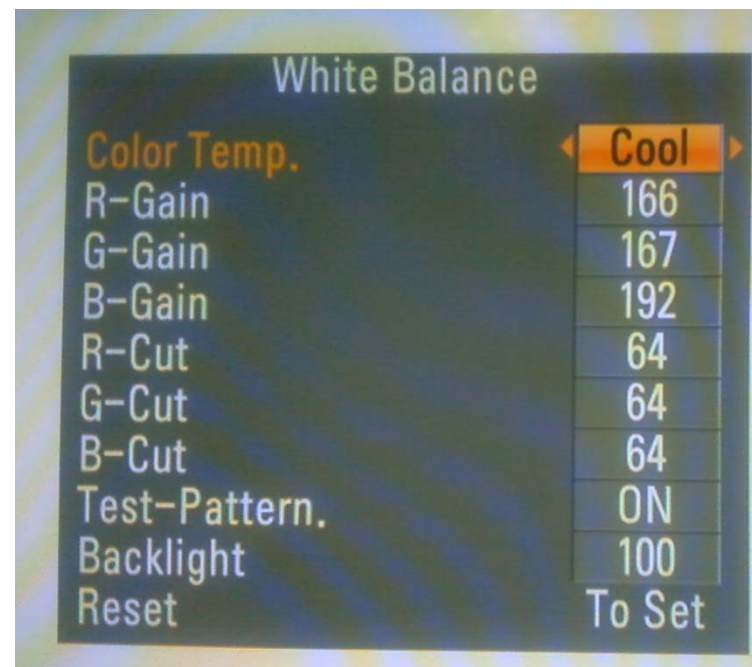 White Balance
Color Temp. Cool
R-Gain 166
G-Gain 167
B-Gain 192
R-Cut 64
G-Cut 64
B-Cut 64
Test-Pattern. ON
Backlight 100
Reset To Set